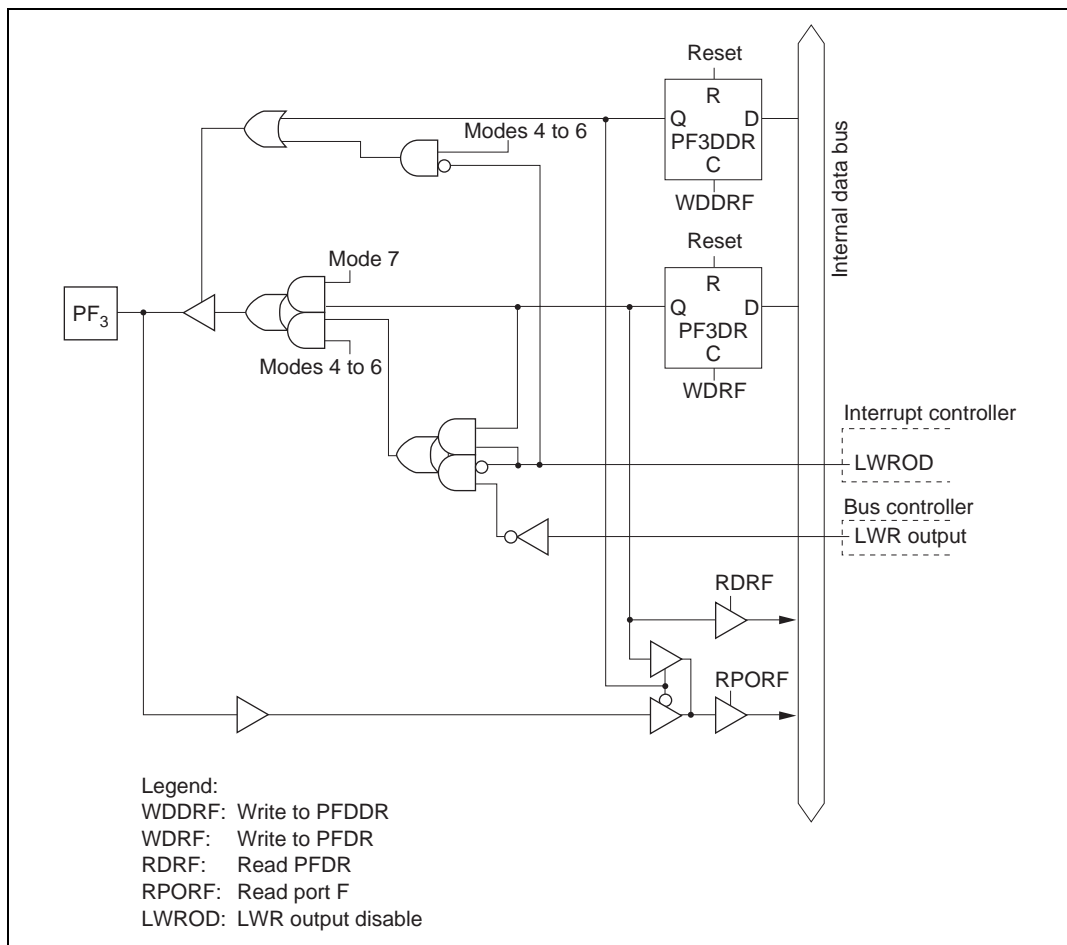 Reset
R
Q D
PF3DDR
C
WDDRF
Modes 4 to 6
Internal data bus
Reset
R
Q D
PF3DR
C
WDRF
Mode 7
PF3
Modes 4 to 6
Interrupt controller
LWROD
Bus controller
LWR output
RDRF
RPORF
Legend:
WDDRF: Write to PFDDR
WDRF: Write to PFDR
RDRF: Read PFDR
RPORF: Read port F
LWROD: LWR output disable